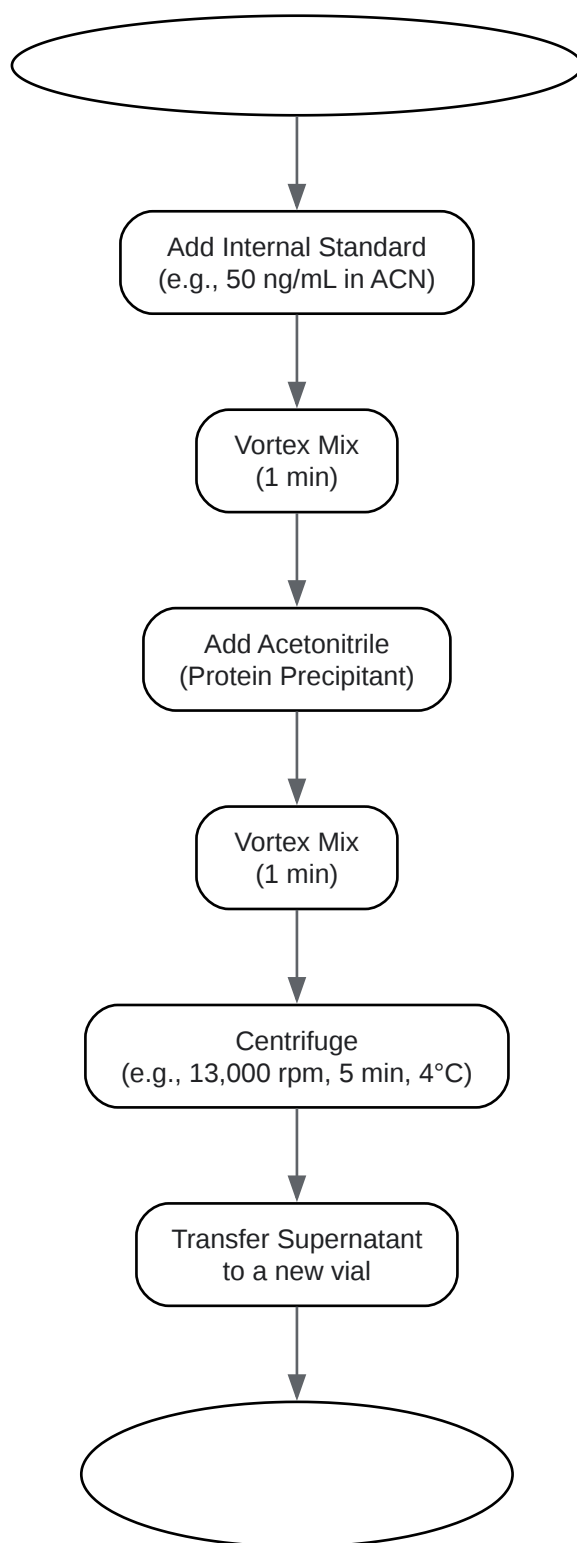 Add Internal Standard
(e.g., 50 ng/mL in ACN)
Vortex Mix
(1 min)
Add Acetonitrile
(Protein Precipitant)
Vortex Mix
(1 min)
Centrifuge
(e.g., 13,000 rpm, 5 min, 4°C)
Transfer Supernatant
to a new vial